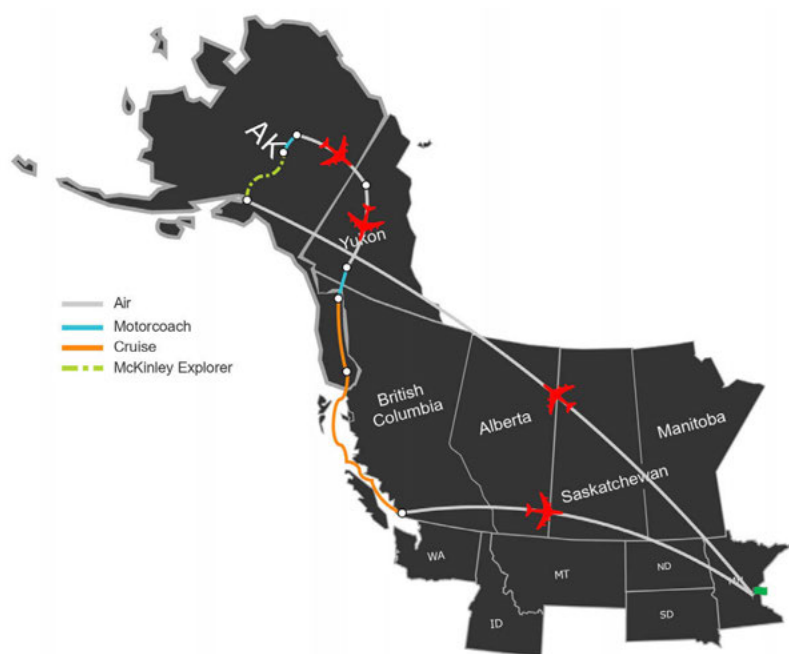 AK
Yukon
Air
Motorcoach
Cruise
McKinley Explorer
British
Columbia
Alberta
Manitoba
Saskatchewan
WA
MT
ND
SD
ID